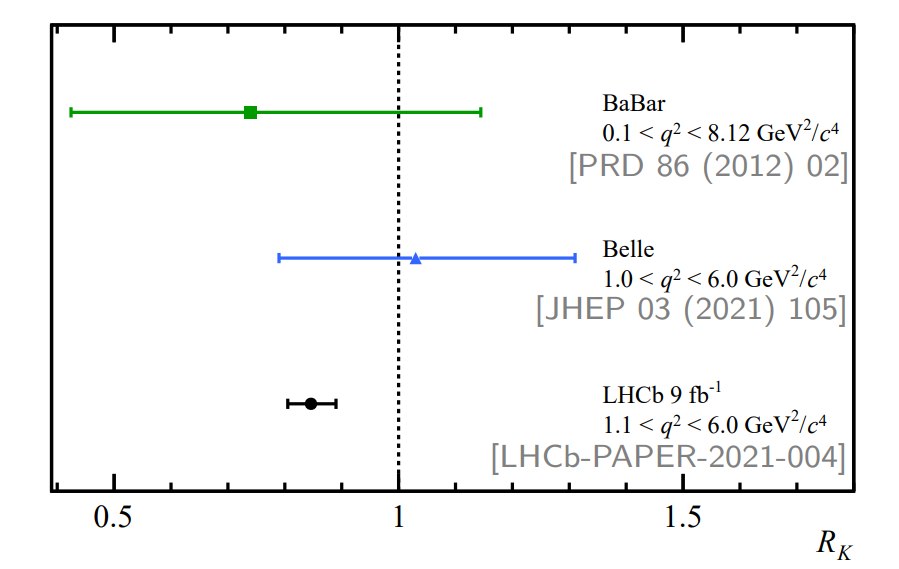 BaBar
0.1 < q² < 8.12 GeV²/c⁴
[PRD 86 (2012) 02]
Belle
1.0 < q² < 6.0 GeV²/c⁴
[JHEP 03 (2021) 105]
LHCb 9 fb⁻¹
1.1 < q² < 6.0 GeV²/c⁴
[LHCb-PAPER-2021-004]
0.5 1 1.5
R_K